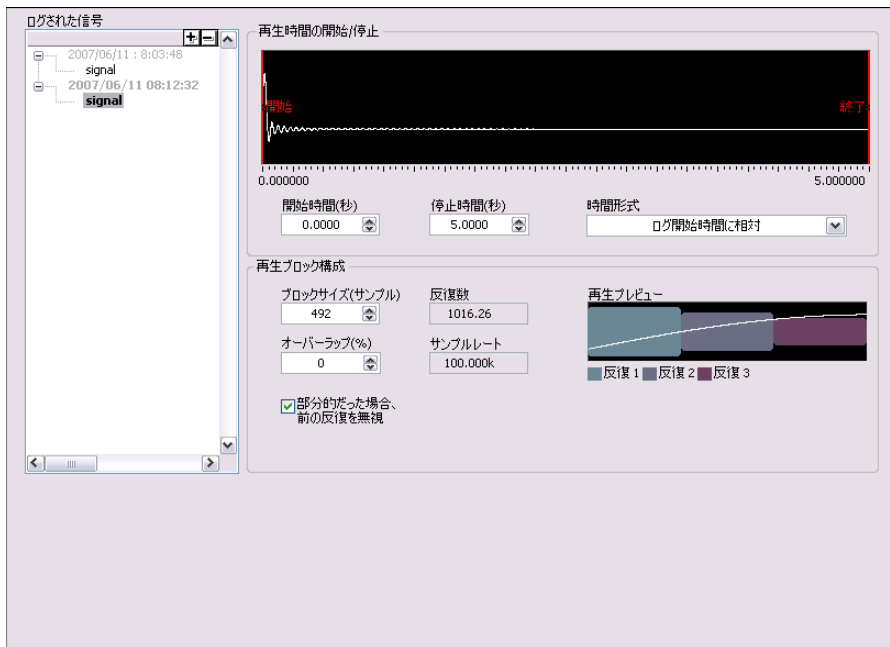 ログされた信号
2007/06/11 : 8:03:48
signal
2007/06/11 08:12:32
signal
再生時間の開始/停止
開始
終了
0.000000
5.000000
開始時間(秒)
停止時間(秒)
時間形式
0.0000
5.0000
ログ開始時間に相対
再生ブロック構成
ブロックサイズ(サンプル)
反復数
再生プレビュー
492
1016.26
オーバーラップ(%)
サンプルレート
0
100.000k
反復 1 反復 2 反復 3
部分的だった場合、
前の反復を無視